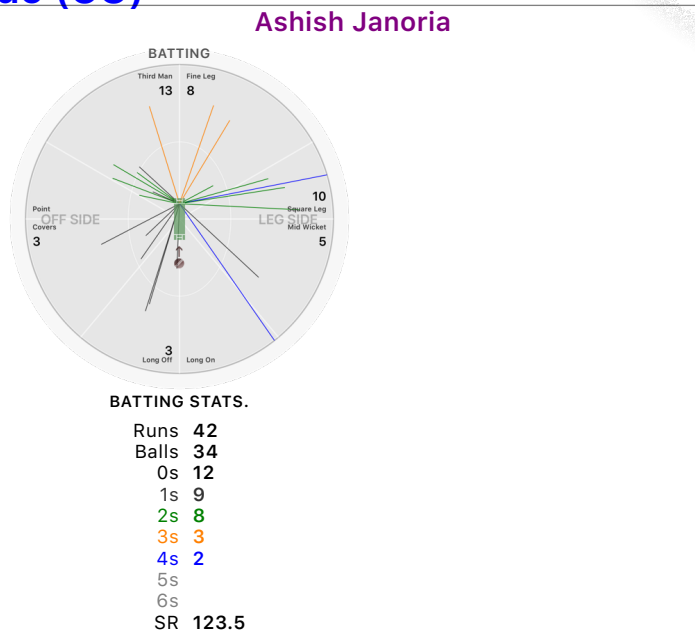 Ashish Janoria
BATTING
Third Man Fine Leg
13 8
10
Point Square Leg
OFF SIDE LEG SIDE
Covers Mid Wicket
3 5
3
Long Off Long On
BATTING STATS.
Runs 42
Balls 34
0s 12
1s 9
2s 8
3s 3
4s 2
5s
6s
SR 123.5